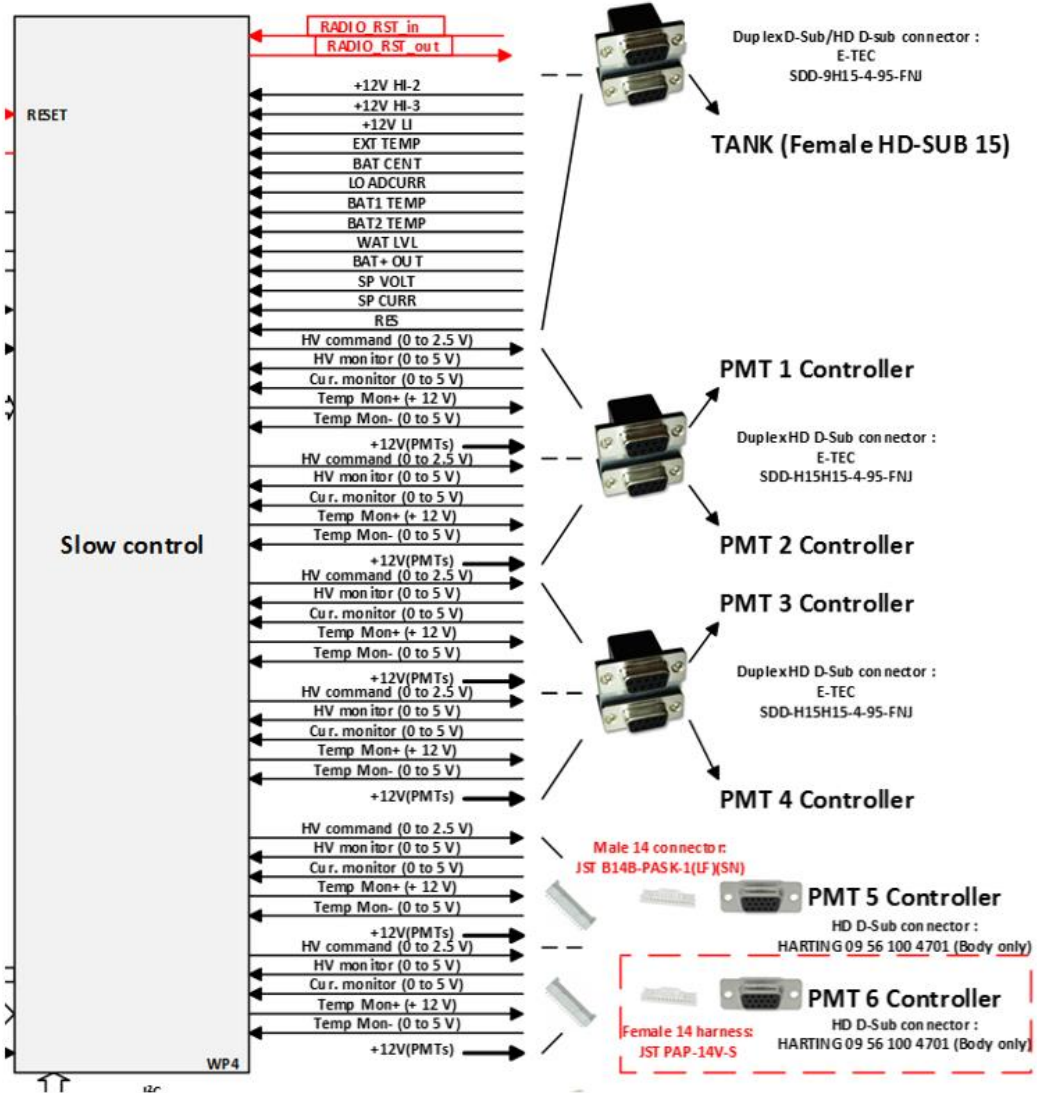 RADIO_RST_in
RADIO_RST_out
RESET
+12V HI-2
+12V HI-3
+12V LI
EXT TEMP
BAT CENT
LOADCURR
BAT1 TEMP
BAT2 TEMP
WAT LVL
BAT+ OUT
SP VOLT
SP CURR
RES
HV command (0 to 2.5 V)
HV monitor (0 to 5 V)
Cur. monitor (0 to 5 V)
Temp Mon+ (+ 12 V)
Temp Mon- (0 to 5 V)
+12V(PMTs)
HV command (0 to 2.5 V)
HV monitor (0 to 5 V)
Cur. monitor (0 to 5 V)
Temp Mon+ (+ 12 V)
Temp Mon- (0 to 5 V)
+12V(PMTs)
HV command (0 to 2.5 V)
HV monitor (0 to 5 V)
Cur. monitor (0 to 5 V)
Temp Mon+ (+ 12 V)
Temp Mon- (0 to 5 V)
+12V(PMTs)
HV command (0 to 2.5 V)
HV monitor (0 to 5 V)
Cur. monitor (0 to 5 V)
Temp Mon+ (+ 12 V)
Temp Mon- (0 to 5 V)
+12V(PMTs)
HV command (0 to 2.5 V)
HV monitor (0 to 5 V)
Cur. monitor (0 to 5 V)
Temp Mon+ (+ 12 V)
Temp Mon- (0 to 5 V)
+12V(PMTs)
HV command (0 to 2.5 V)
HV monitor (0 to 5 V)
Cur. monitor (0 to 5 V)
Temp Mon+ (+ 12 V)
Temp Mon- (0 to 5 V)
+12V(PMTs)
Slow control
WP4
Duplex D-Sub/HD D-sub connector :
E-TEC
SDD-9H15-4-95-FNJ
TANK (Female HD-SUB 15)
PMT 1 Controller
Duplex HD D-Sub connector :
E-TEC
SDD-H15H15-4-95-FNJ
PMT 2 Controller
PMT 3 Controller
Duplex HD D-Sub connector :
E-TEC
SDD-H15H15-4-95-FNJ
PMT 4 Controller
Male 14 connector:
JST B14B-PASK-1(LF)(SN)
PMT 5 Controller
HD D-Sub connector :
HARTING 09 56 100 4701 (Body only)
PMT 6 Controller
HD D-Sub connector :
HARTING 09 56 100 4701 (Body only)
Female 14 harness:
JST PAP-14V-S